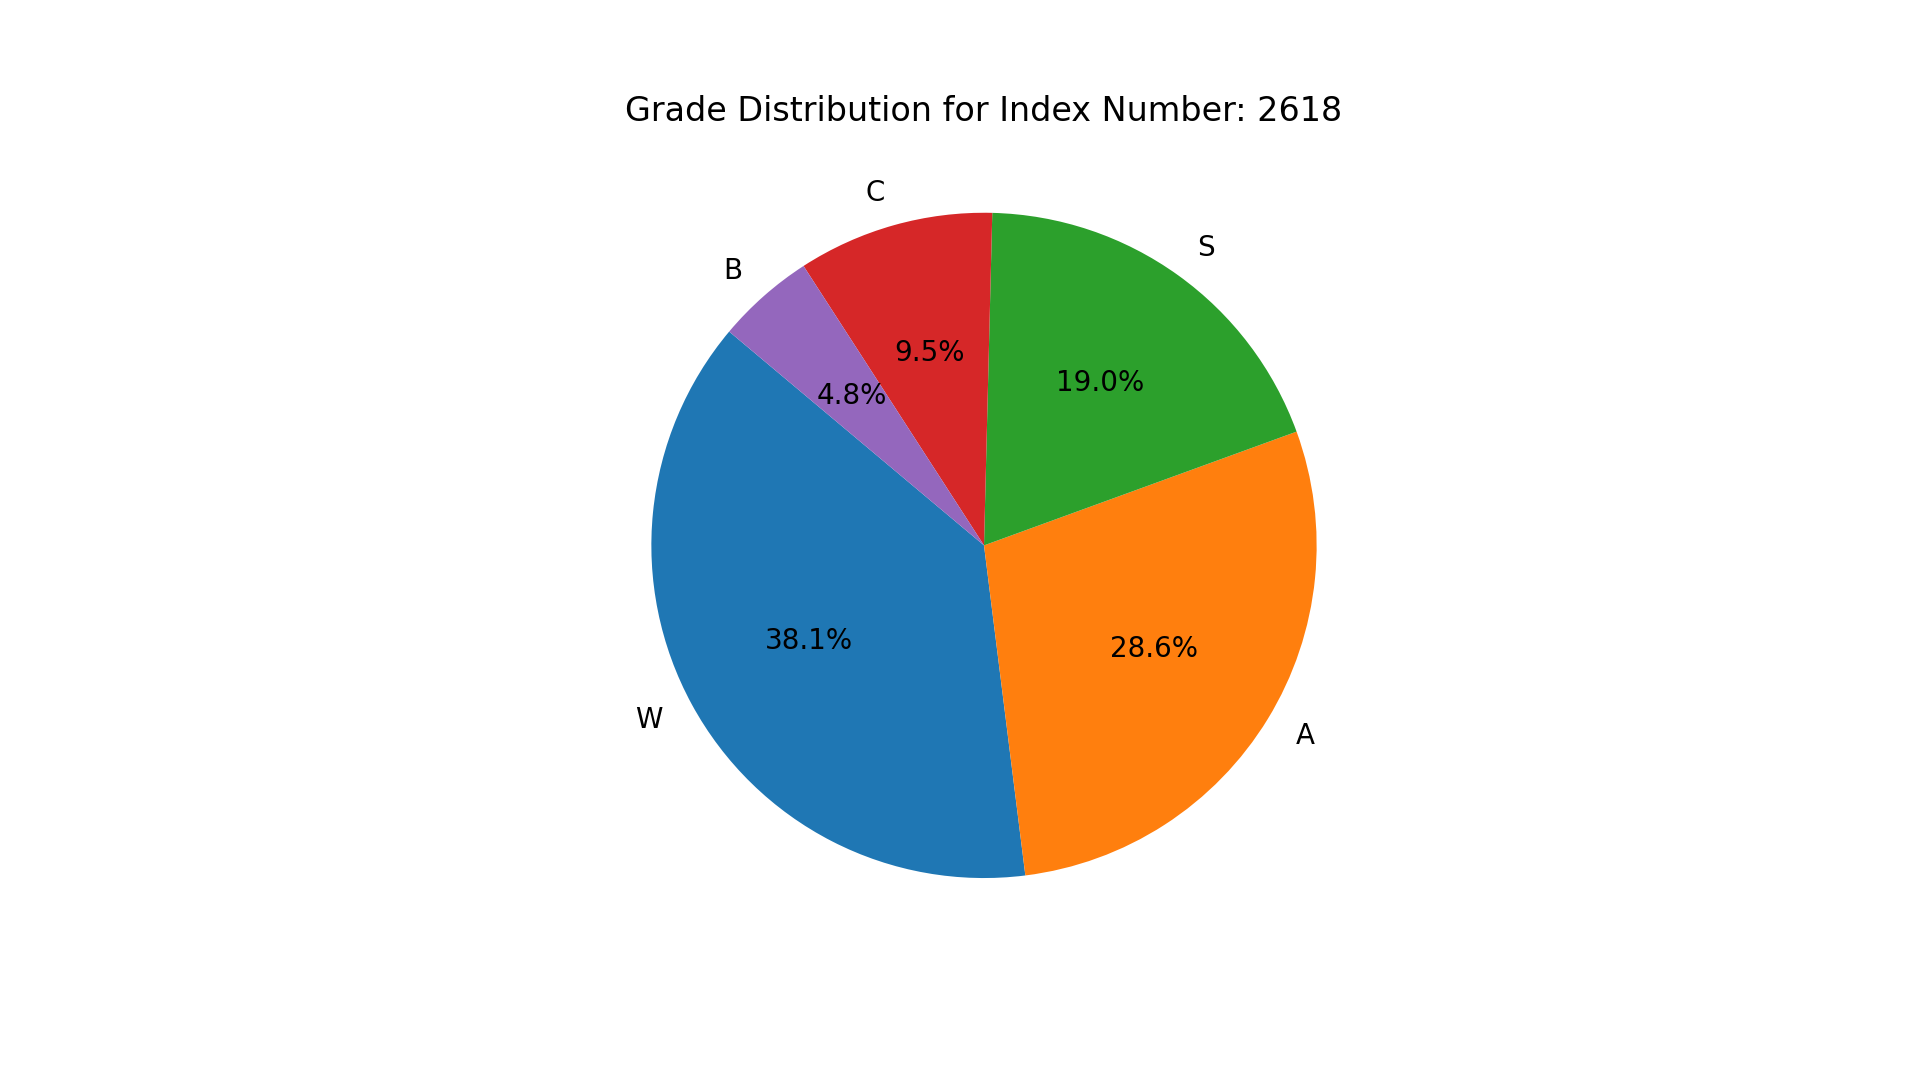 Grade Distribution for Index Number: 2618
C
S
B
9.5%
19.0%
4.8%
38.1%
28.6%
W
A